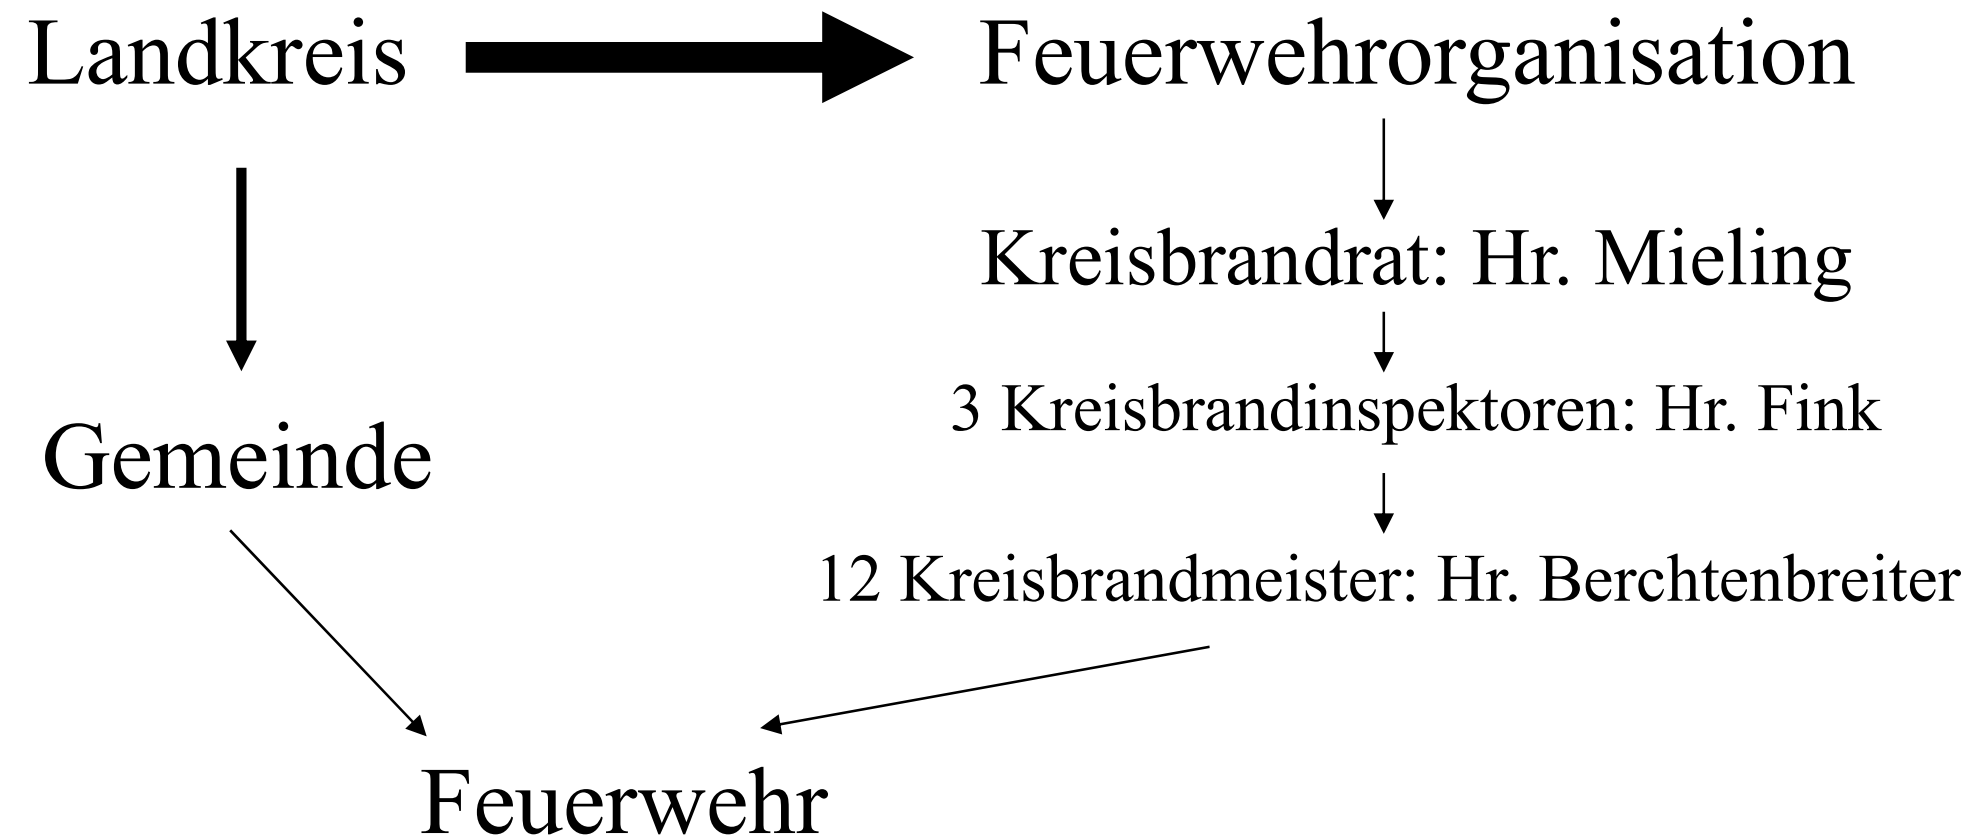 Landkreis
Feuerwehrorganisation
Kreisbrandrat: Hr. Mieling
3 Kreisbrandinspektoren: Hr. Fink
Gemeinde
12 Kreisbrandmeister: Hr. Berchtenbreiter
Feuerwehr